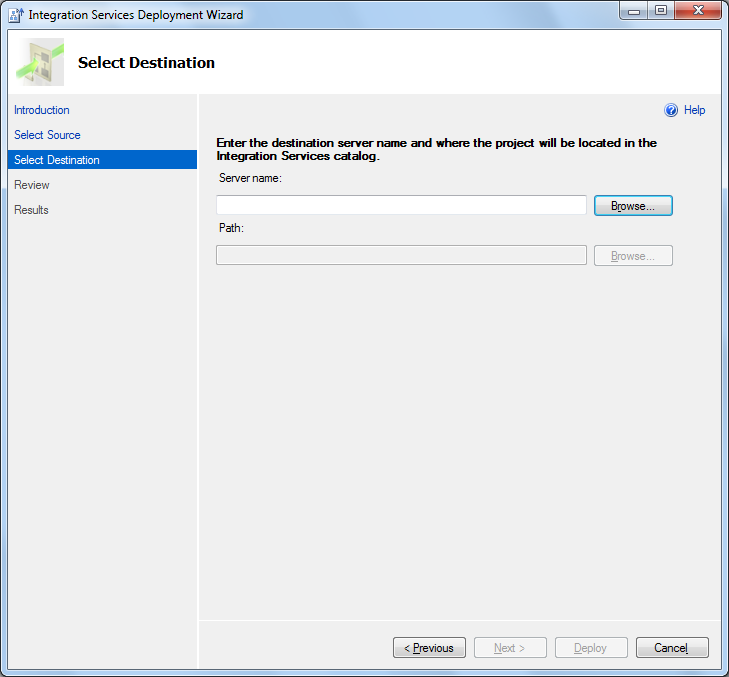 Integration Services Deployment Wizard
Select Destination
Introduction
Select Source
Select Destination
Review
Results
Help
Enter the destination server name and where the project will be located in the
Integration Services catalog.
Server name:
Browse...
Path:
Browse...
< Previous
Next >
Deploy
Cancel